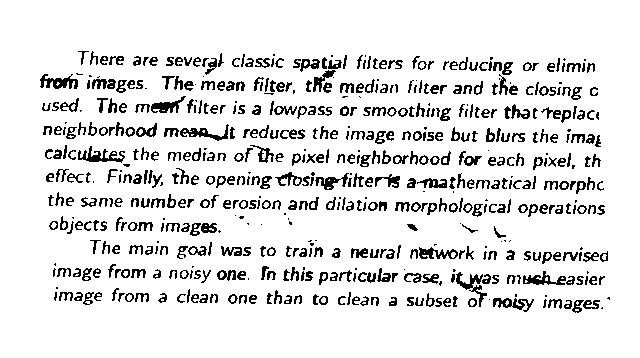 There are several classic spatial filters for reducing or elimin
from images. The mean filter, the median filter and the closing o
used. The mean filter is a lowpass or smoothing filter that replace
neighborhood mean. It reduces the image noise but blurs the imag
calculates the median of the pixel neighborhood for each pixel, th
effect. Finally, the opening closing filter is a mathematical morpho
the same number of erosion and dilation morphological operations
objects from images.
The main goal was to train a neural network in a supervised
image from a noisy one. In this particular case, it was much easier
image from a clean one than to clean a subset of noisy images.